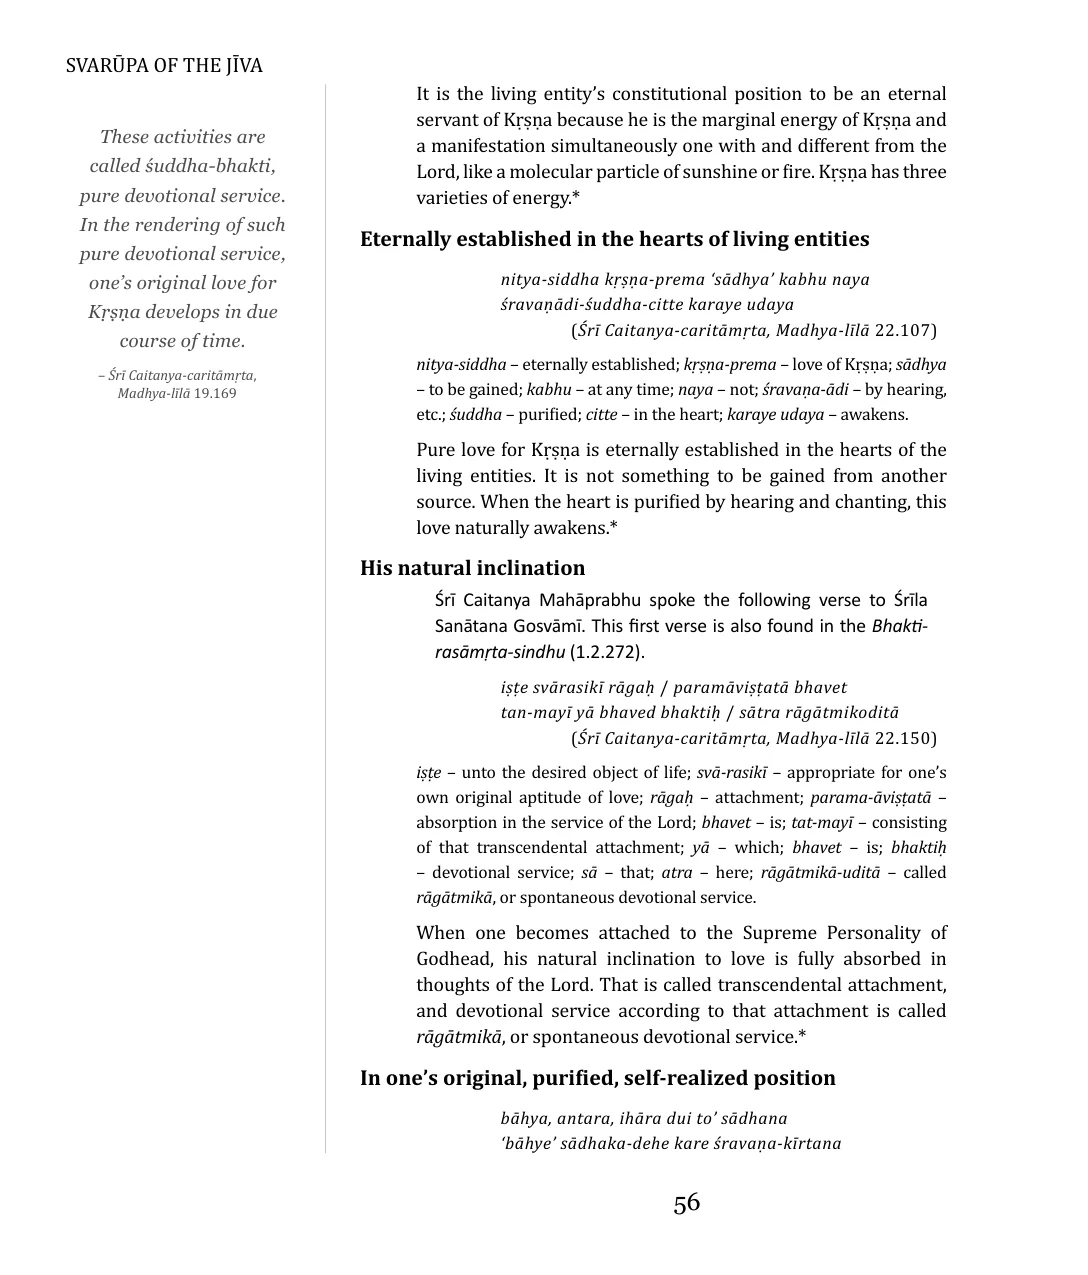 SVARŪPA OF THE JĪVA
These activities are
called śuddha-bhakti,
pure devotional service.
In the rendering of such
pure devotional service,
one’s original love for
Kṛṣṇa develops in due
course of time.
– Śrī Caitanya-caritāmṛta,
Madhya-līlā 19.169
It is the living entity’s constitutional position to be an eternal
servant of Kṛṣṇa because he is the marginal energy of Kṛṣṇa and
a manifestation simultaneously one with and different from the
Lord, like a molecular particle of sunshine or fire. Kṛṣṇa has three
varieties of energy.*
Eternally established in the hearts of living entities
nitya-siddha kṛṣṇa-prema ‘sādhya’ kabhu naya
śravaṇādi-śuddha-citte karaye udaya
(Śrī Caitanya-caritāmṛta, Madhya-līlā 22.107)
nitya-siddha – eternally established; kṛṣṇa-prema – love of Kṛṣṇa; sādhya
– to be gained; kabhu – at any time; naya – not; śravaṇa-ādi – by hearing,
etc.; śuddha – purified; citte – in the heart; karaye udaya – awakens.
Pure love for Kṛṣṇa is eternally established in the hearts of the
living entities. It is not something to be gained from another
source. When the heart is purified by hearing and chanting, this
love naturally awakens.*
His natural inclination
Śrī Caitanya Mahāprabhu spoke the following verse to Śrīla
Sanātana Gosvāmī. This first verse is also found in the Bhakti-
rasāmṛta-sindhu (1.2.272).
iṣṭe svārasikī rāgaḥ / paramāviṣṭatā bhavet
tan-mayī yā bhaved bhaktiḥ / sātra rāgātmikoditā
(Śrī Caitanya-caritāmṛta, Madhya-līlā 22.150)
iṣṭe – unto the desired object of life; svā-rasikī – appropriate for one’s
own original aptitude of love; rāgaḥ – attachment; parama-āviṣṭatā –
absorption in the service of the Lord; bhavet – is; tat-mayī – consisting
of that transcendental attachment; yā – which; bhavet – is; bhaktiḥ
– devotional service; sā – that; atra – here; rāgātmikā-uditā – called
rāgātmikā, or spontaneous devotional service.
When one becomes attached to the Supreme Personality of
Godhead, his natural inclination to love is fully absorbed in
thoughts of the Lord. That is called transcendental attachment,
and devotional service according to that attachment is called
rāgātmikā, or spontaneous devotional service.*
In one’s original, purified, self-realized position
bāhya, antara, ihāra dui to’ sādhana
‘bāhye’ sādhaka-dehe kare śravaṇa-kīrtana
56